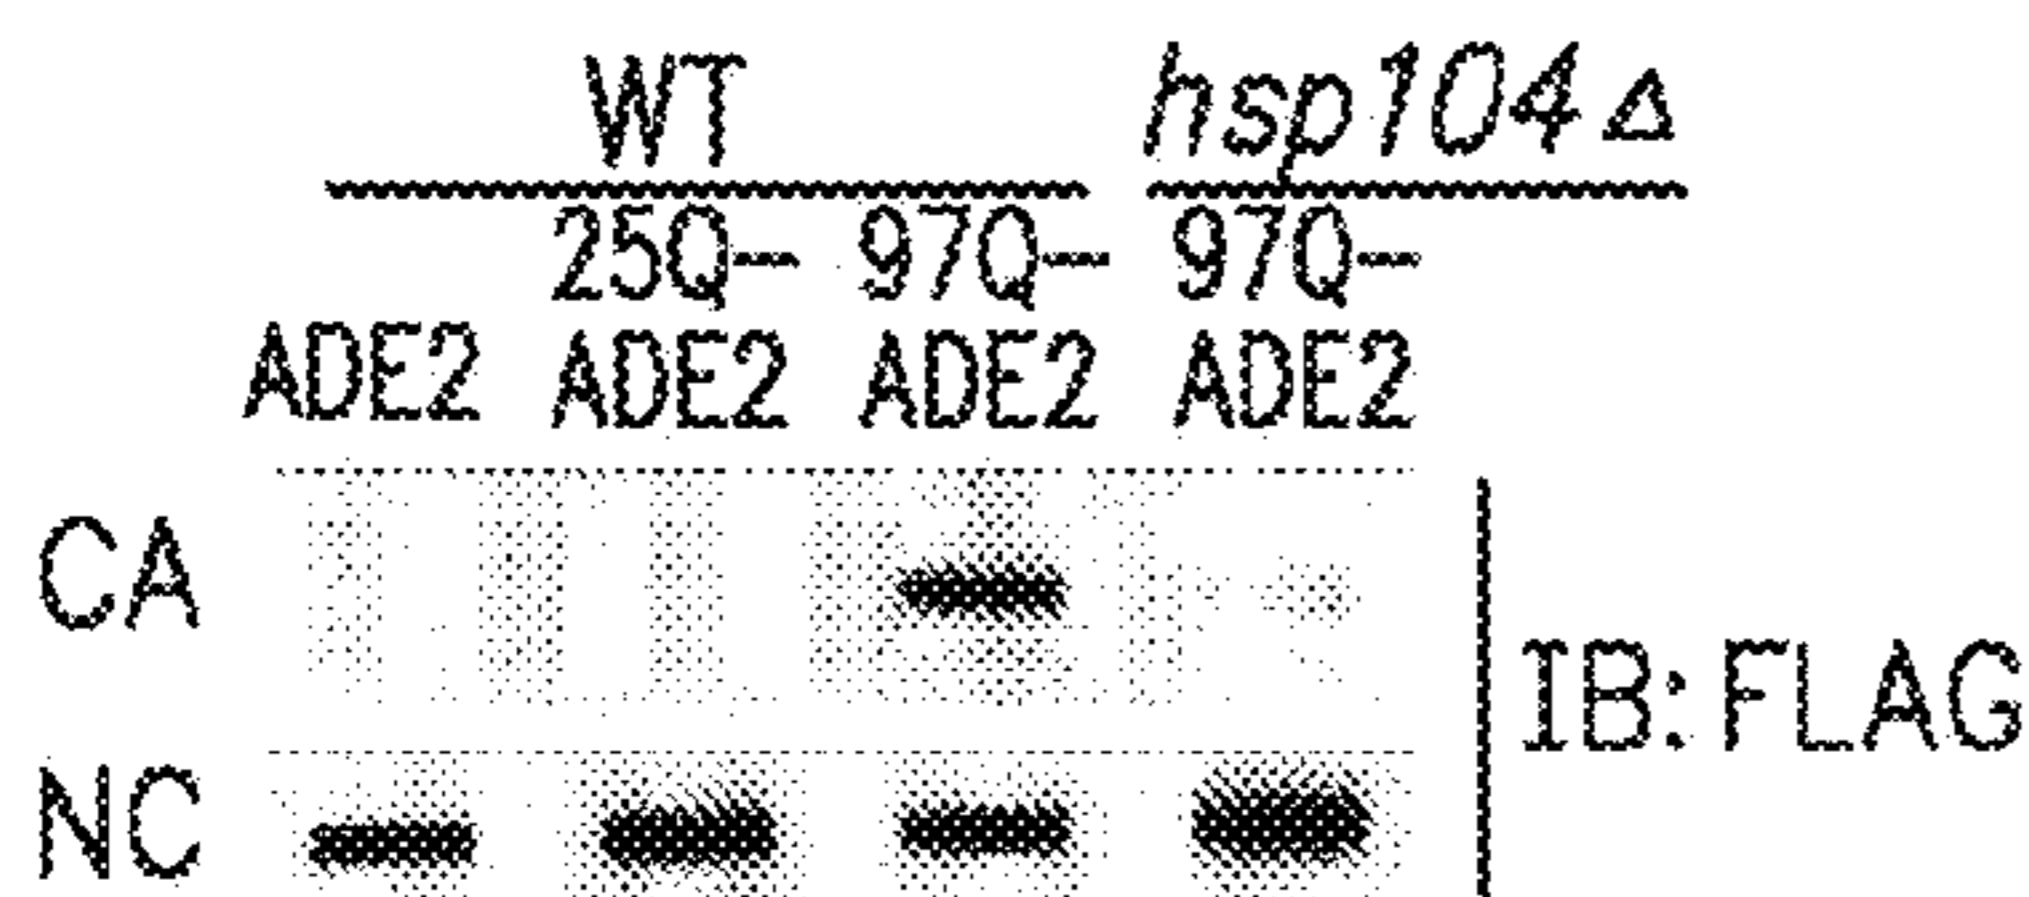 WT hsp104Δ
25Q- 97Q- 97Q-
ADE2 ADE2 ADE2 ADE2
CA
IB: FLAG
NC